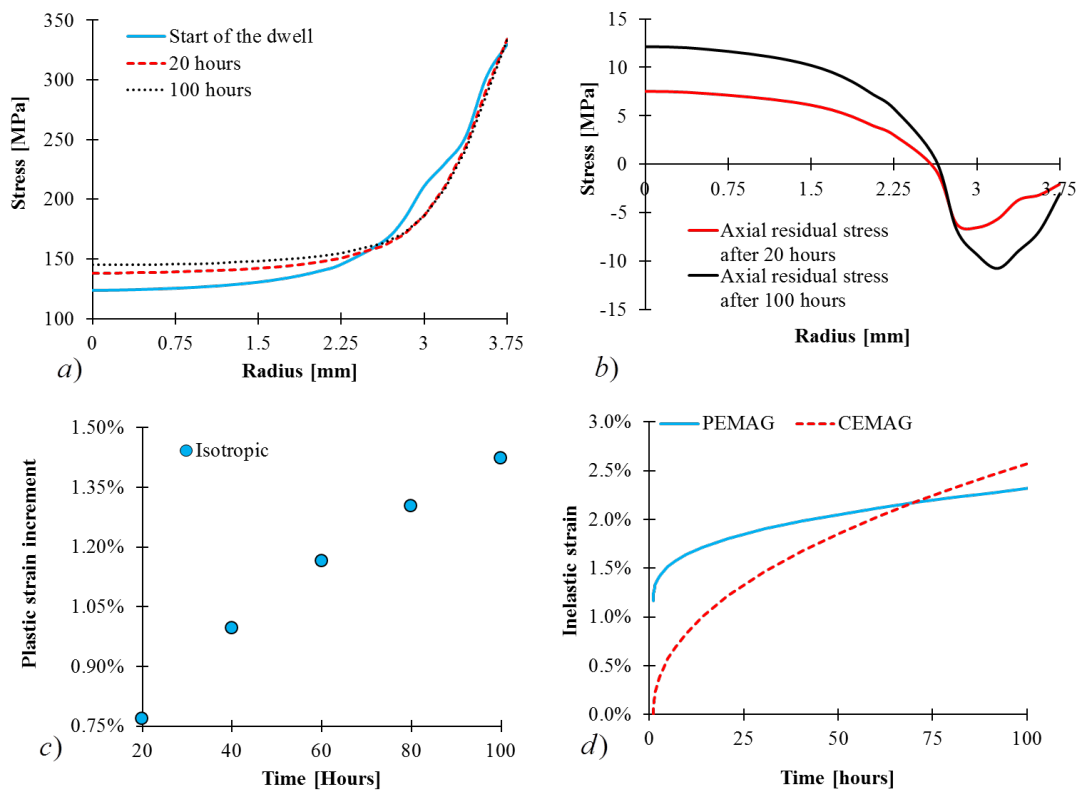 350
300
250
200
150
100
Stress [MPa]
Start of the dwell
20 hours
100 hours
0 0.75 1.5 2.25 3 3.75
Radius [mm]
a)
15
10
5
0
-5
-10
-15
Stress [MPa]
0 0.75 1.5 2.25 3 3.75
Axial residual stress
after 20 hours
Axial residual stress
after 100 hours
Radius [mm]
b)
1.50%
1.35%
1.20%
1.05%
0.90%
0.75%
Plastic strain increment
Isotropic
20 40 60 80 100
Time [Hours]
c)
3.0%
2.5%
2.0%
1.5%
1.0%
0.5%
0.0%
Inelastic strain
PEMAG CEMAG
0 25 50 75 100
Time [hours]
d)